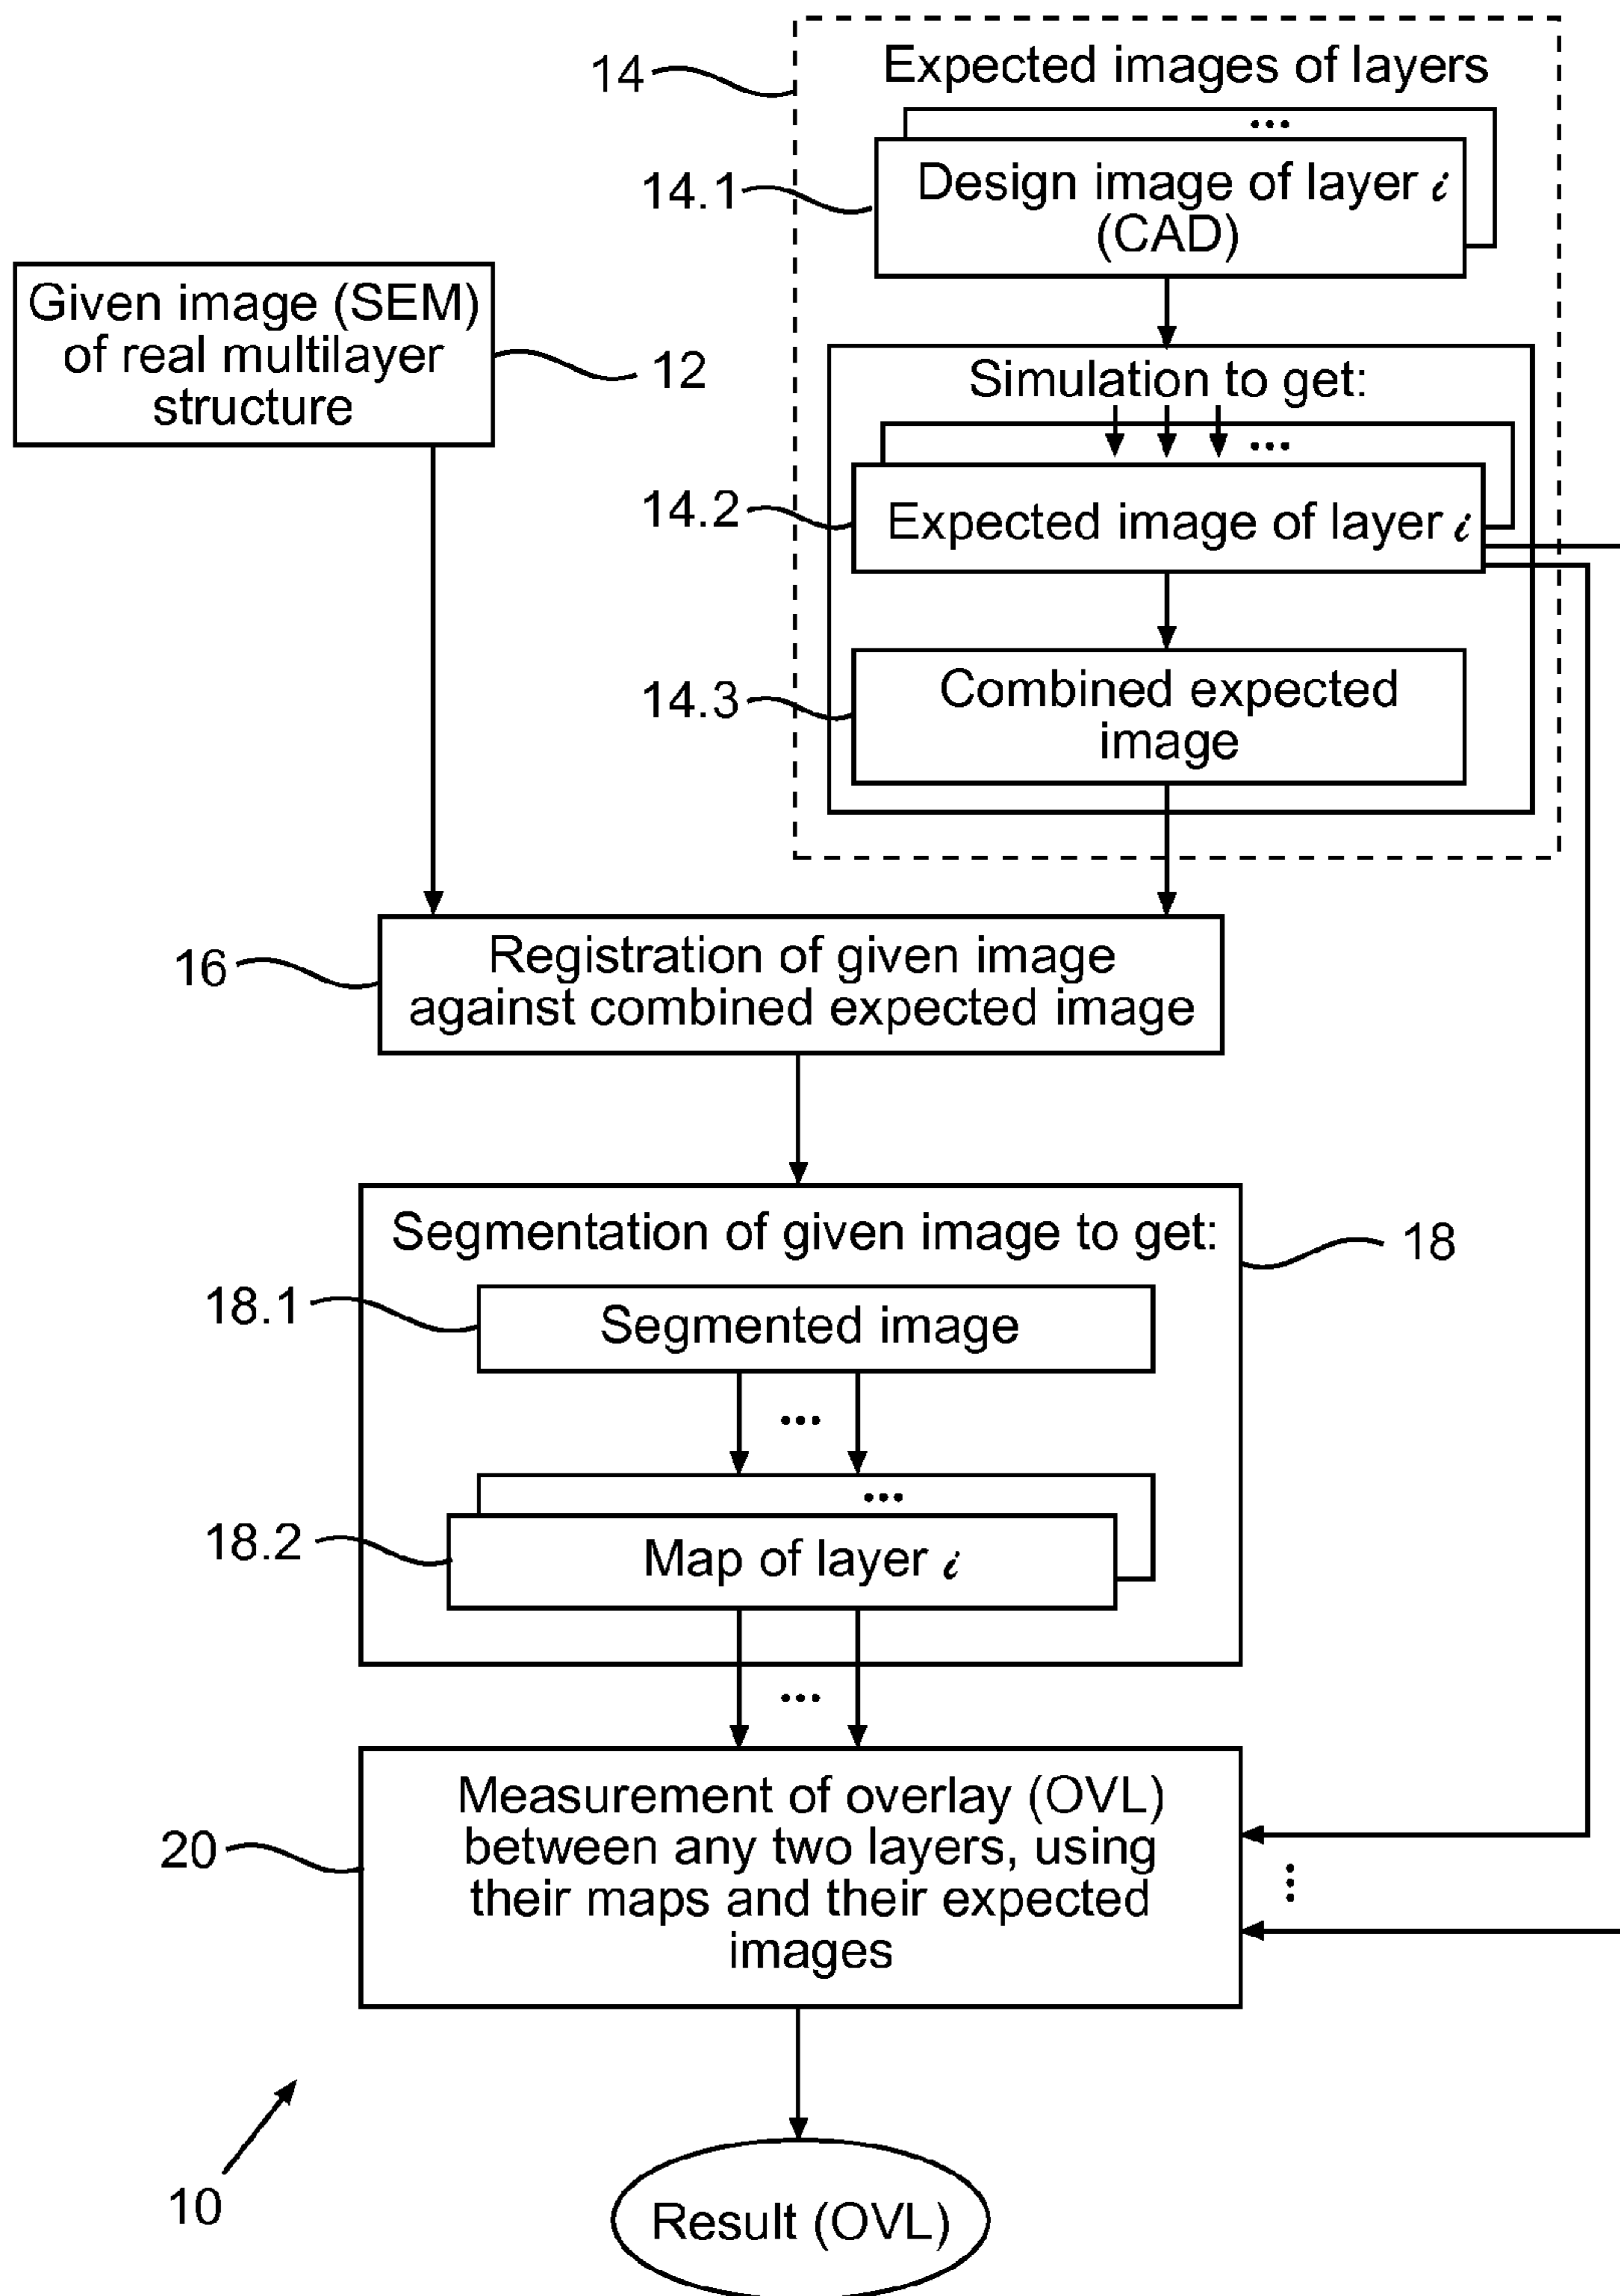 14
Expected images of layers
...
14.1
Design image of layer i
(CAD)
Given image (SEM)
of real multilayer
structure
12
Simulation to get:
...
14.2
Expected image of layer i
14.3
Combined expected
image
16
Registration of given image
against combined expected image
Segmentation of given image to get:
18
18.1
Segmented image
...
...
18.2
Map of layer i
...
20
Measurement of overlay (OVL)
between any two layers, using
their maps and their expected
images
...
10
Result (OVL)